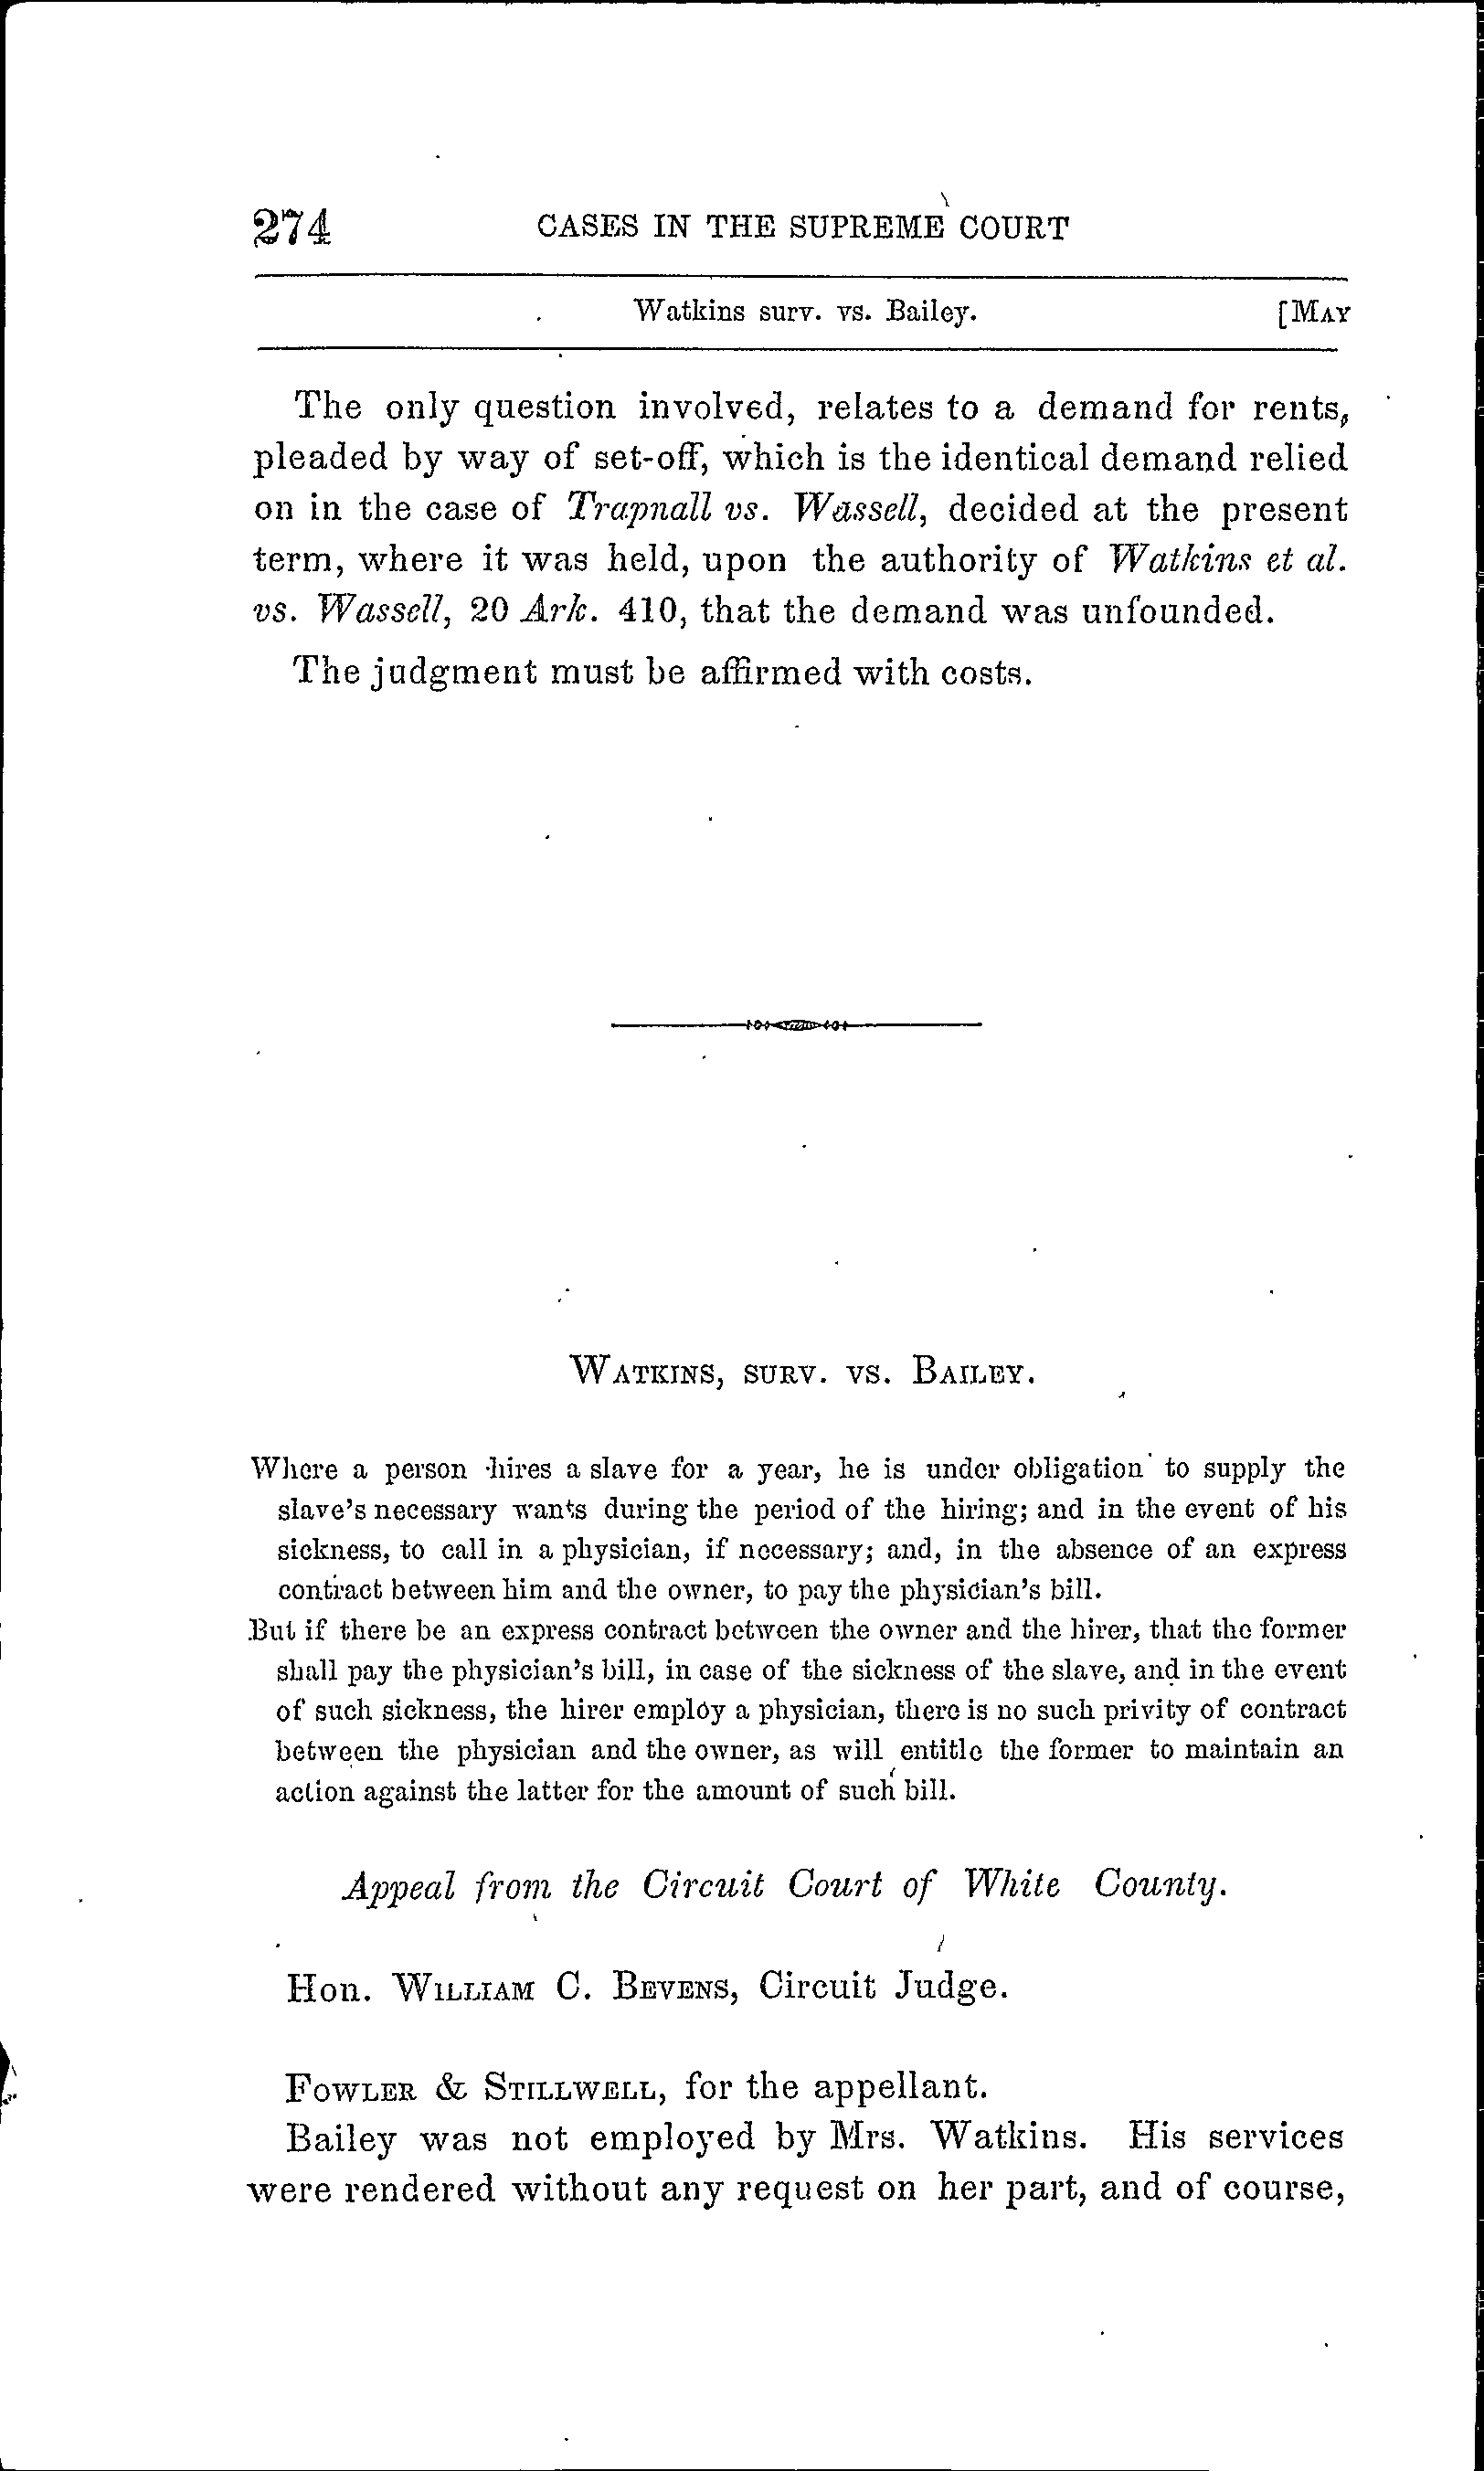 274 CASES IN THE SUPREME COURT
Watkins surv. vs. Bailey. [MAY
The only question involved, relates to a demand for rents,
pleaded by way of set-off, which is the identical demand relied
on in the case of Trapnall vs. Wassell, decided at the present
term, where it was held, upon the authority of Watkins et al.
vs. Wassell, 20 Ark. 410, that the demand was unfounded.
The judgment must be affirmed with costs.
WATKINS, SURV. VS. BAILEY.
Where a person hires a slave for a year, he is under obligation to supply the
slave's necessary wants during the period of the hiring; and in the event of his
sickness, to call in a physician, if necessary; and, in the absence of an express
contract between him and the owner, to pay the physician's bill.
But if there be an express contract between the owner and the hirer, that the former
shall pay the physician's bill, in case of the sickness of the slave, and in the event
of such sickness, the hirer employ a physician, there is no such privity of contract
between the physician and the owner, as will entitle the former to maintain an
action against the latter for the amount of such bill.
Appeal from the Circuit Court of White County.
Hon. WILLIAM C. BEVENS, Circuit Judge.
FOWLER & STILLWELL, for the appellant.
Bailey was not employed by Mrs. Watkins. His services
were rendered without any request on her part, and of course,